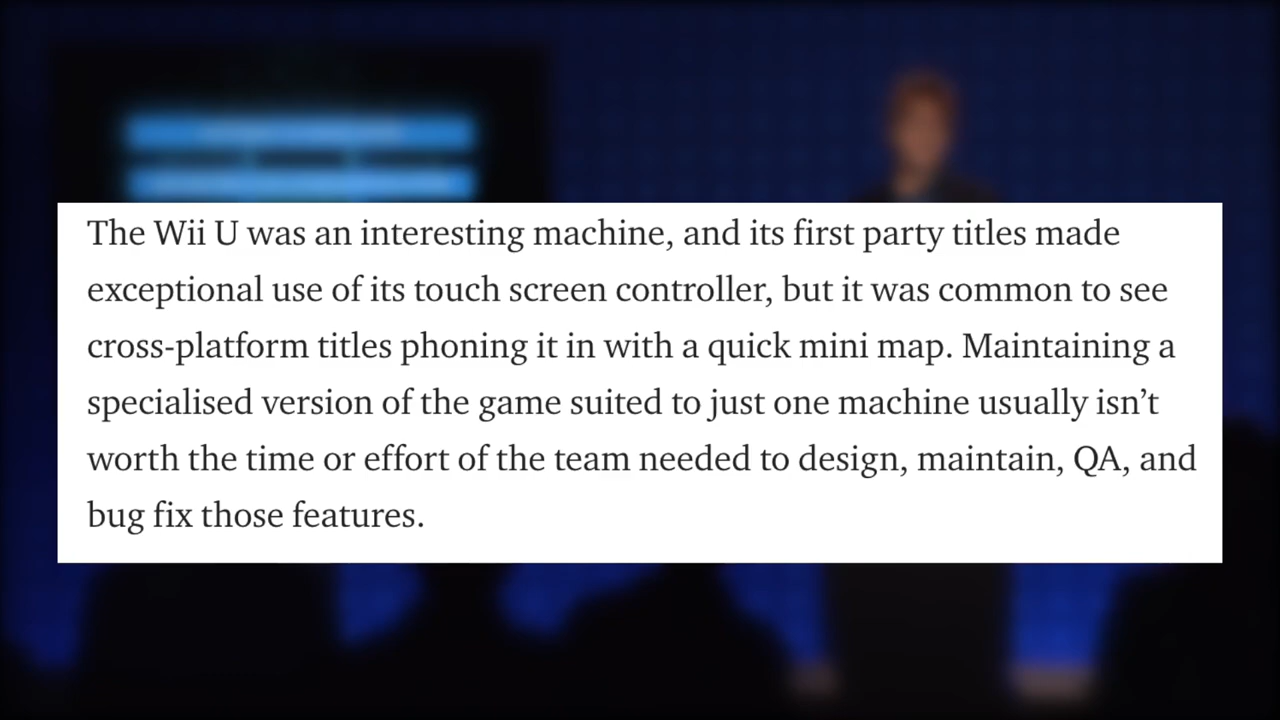 The Wii U was an interesting machine, and its first party titles made
exceptional use of its touch screen controller, but it was common to see
cross-platform titles phoning it in with a quick mini map. Maintaining a
specialised version of the game suited to just one machine usually isn’t
worth the time or effort of the team needed to design, maintain, QA, and
bug fix those features.